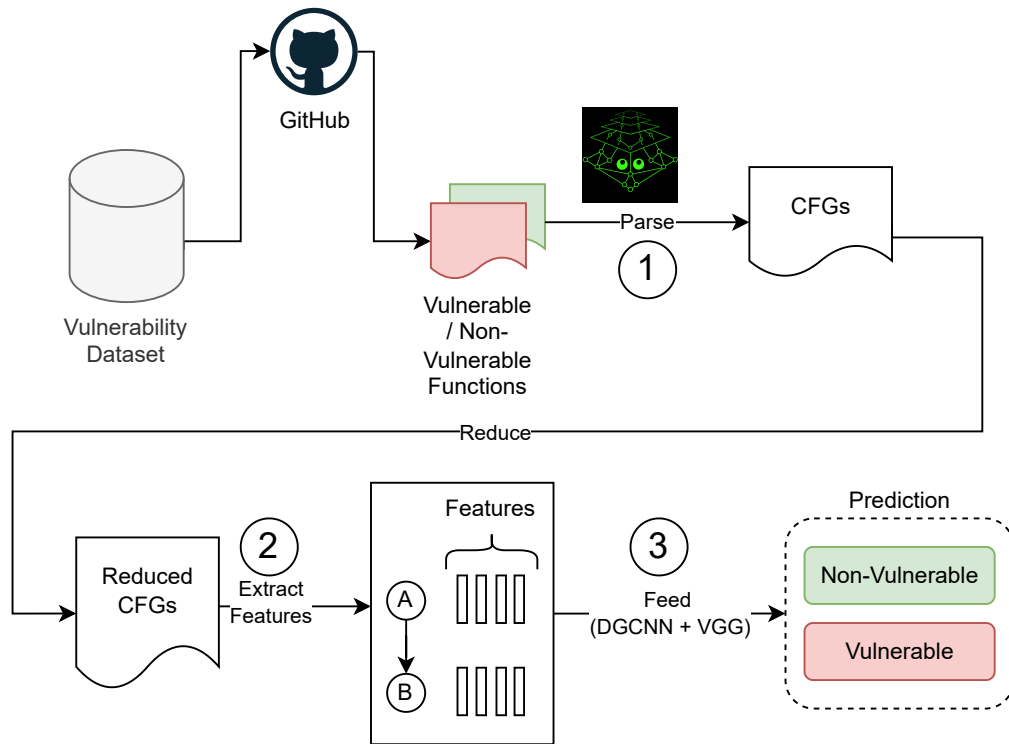 GitHub
Vulnerability
Dataset
Vulnerable
/ Non-
Vulnerable
Functions
Parse
1
CFGs
Reduce
Reduced
CFGs
2
Extract
Features
Features
A
B
3
Feed
(DGCNN + VGG)
Prediction
Non-Vulnerable
Vulnerable